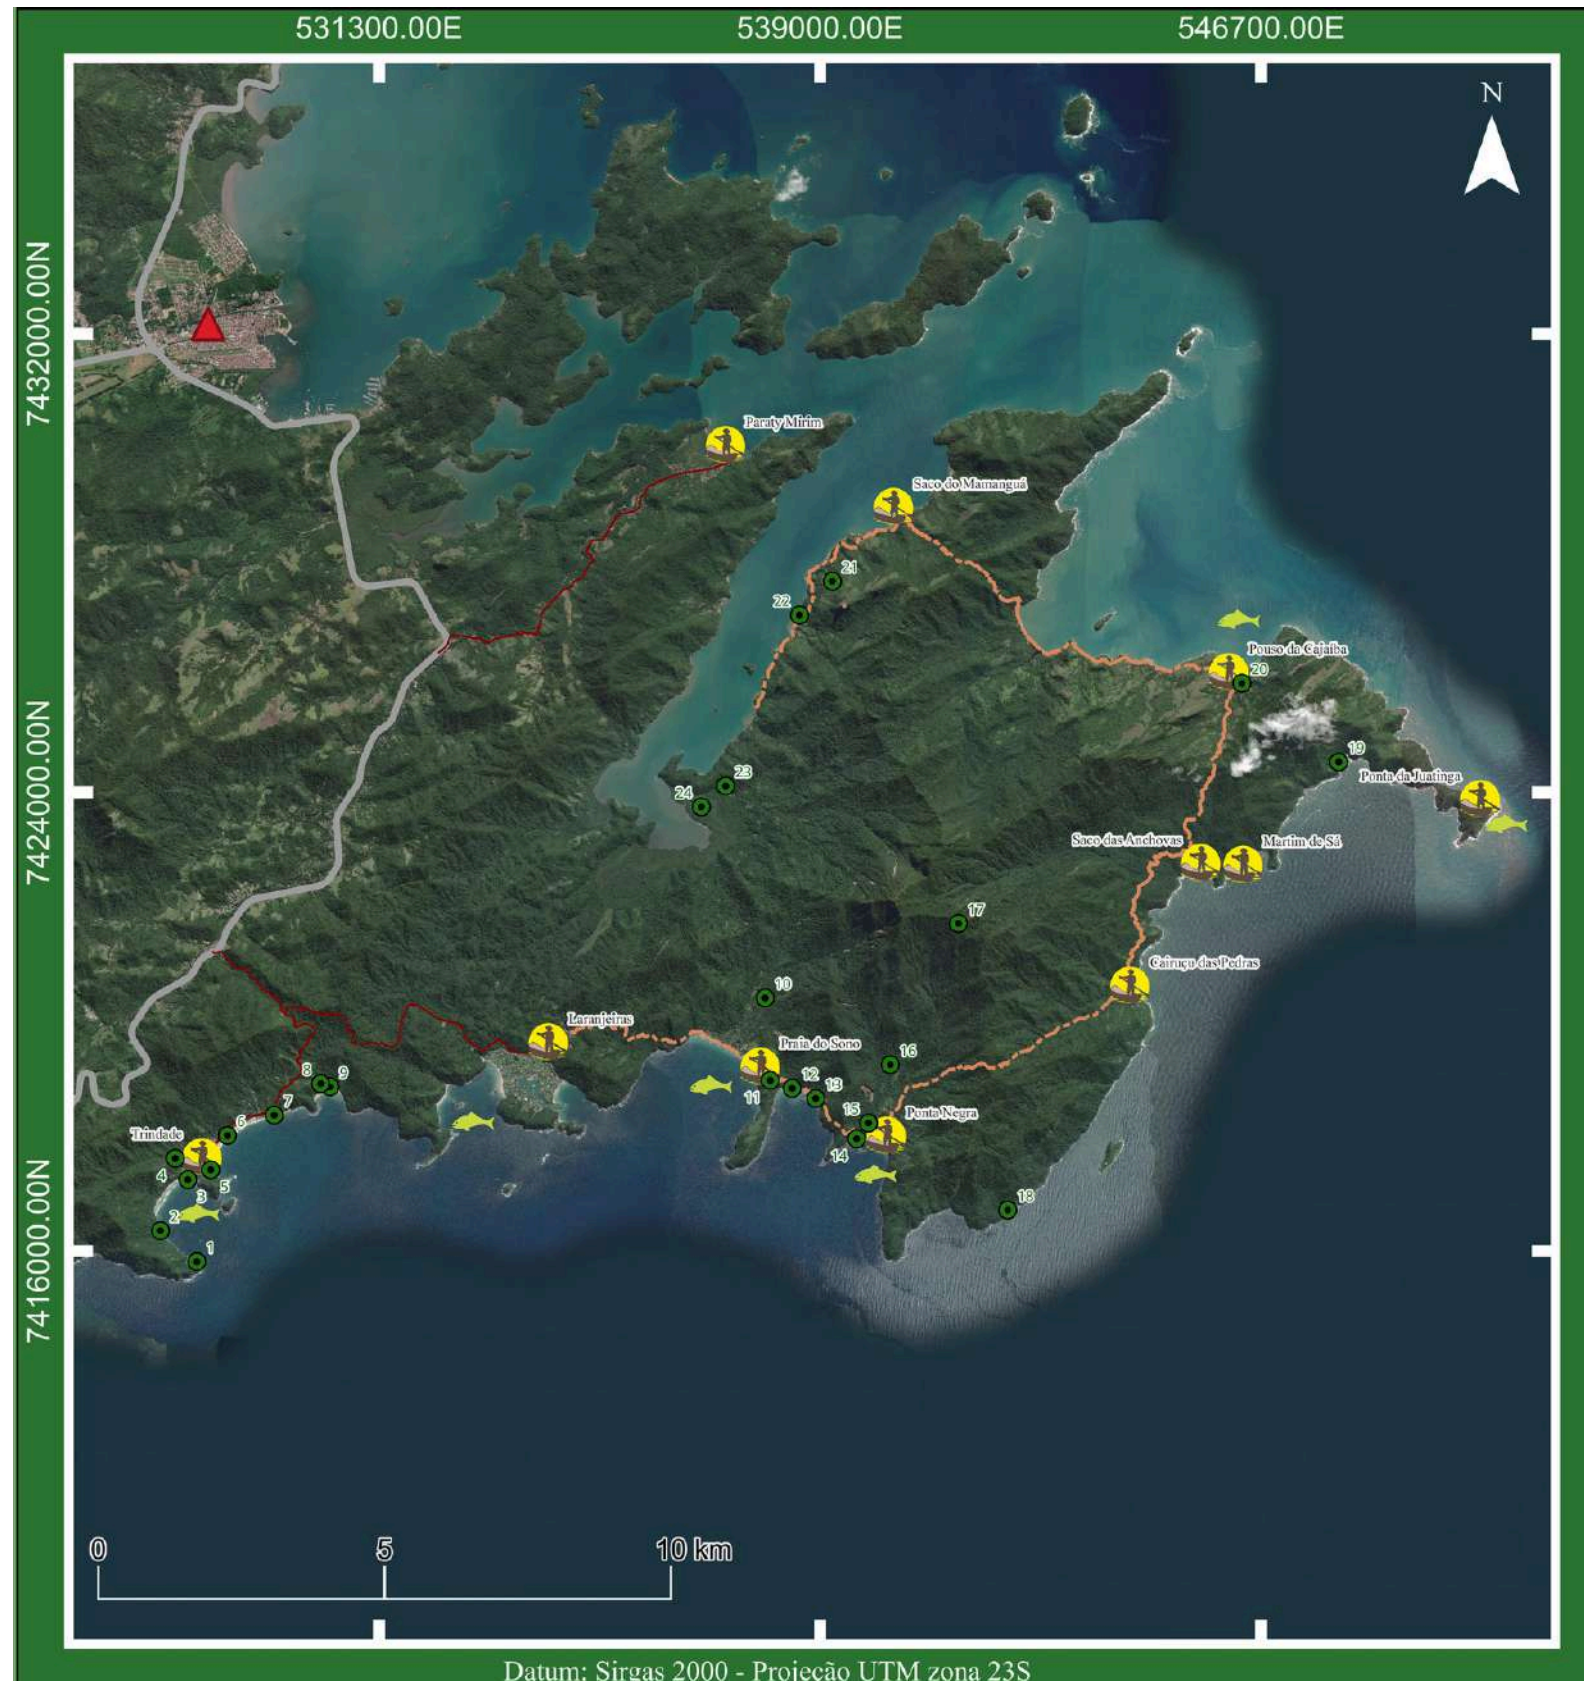 531300.00E 539000.00E 546700.00E
N
7432000.00N
Paraty Mirim
Saco do Mamanguá
21
22
Pouso da Cajaíba
20
19
Ponta da Juatinga
7424000.00N
23
24
Saco das Anchovas
Martim de Sá
17
Cairuçu das Pedras
10
Laranjeiras
Praia do Sono
16
8 9
11 12 13
7
15
Ponta Negra
6
Trindade
14
4
3 5
18
2
1
7416000.00N
0 5 10 km
Datum: Sirgas 2000 - Projeção UTM zona 23S